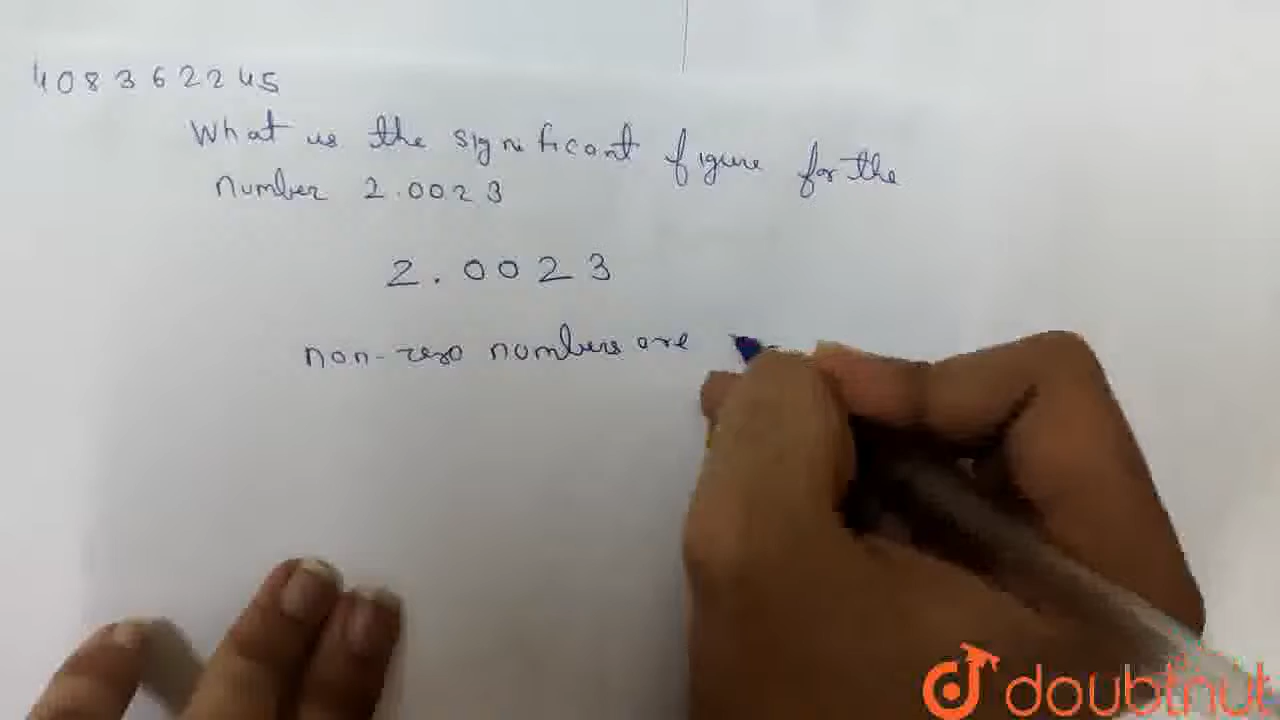 408362245
What is the significant figure for the
number 2.0023
2.0023
non-zero numbers are
doubtnut